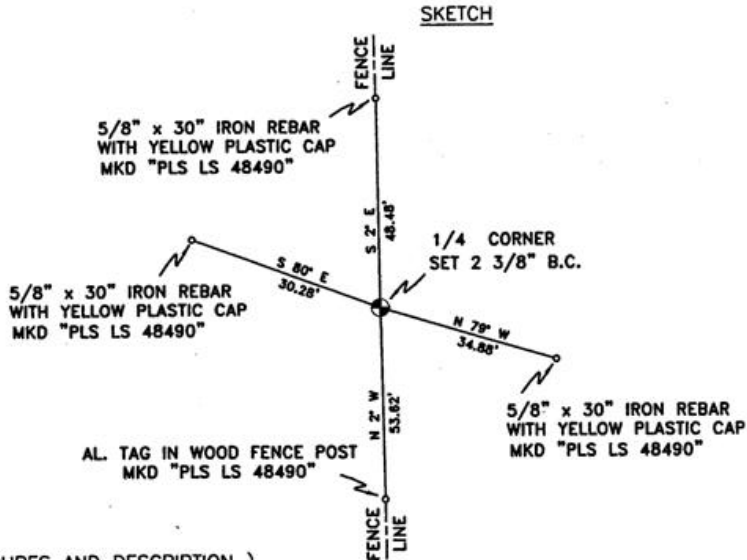 SKETCH
FENCE
LINE
5/8" x 30" IRON REBAR
WITH YELLOW PLASTIC CAP
MKD "PLS LS 48490"
S 2° E
48.48'
1/4 CORNER
SET 2 3/8" B.C.
S 80° E
30.28'
5/8" x 30" IRON REBAR
WITH YELLOW PLASTIC CAP
MKD "PLS LS 48490"
N 79° W
34.88'
5/8" x 30" IRON REBAR
WITH YELLOW PLASTIC CAP
MKD "PLS LS 48490"
N 2° W
53.62'
AL. TAG IN WOOD FENCE POST
MKD "PLS LS 48490"
FENCE
LINE
AND DESCRIPTION )